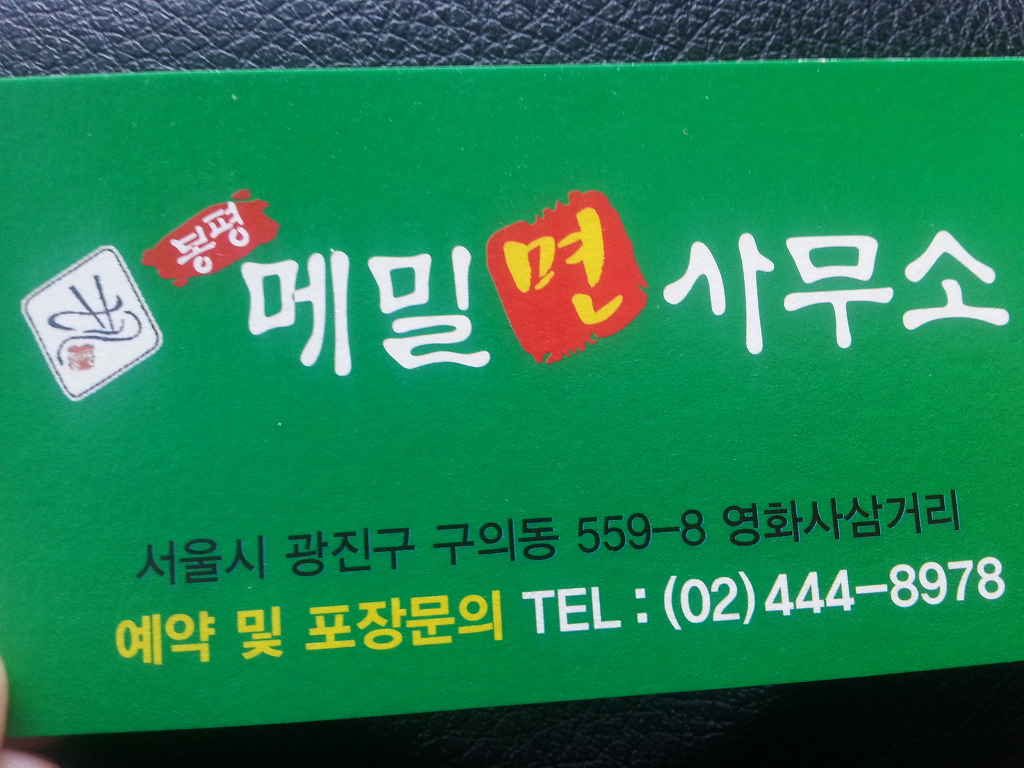 봉평
메밀면사무소
서울시 광진구 구의동 559-8 영화사삼거리
예약 및 포장문의 TEL : (02) 444-8978